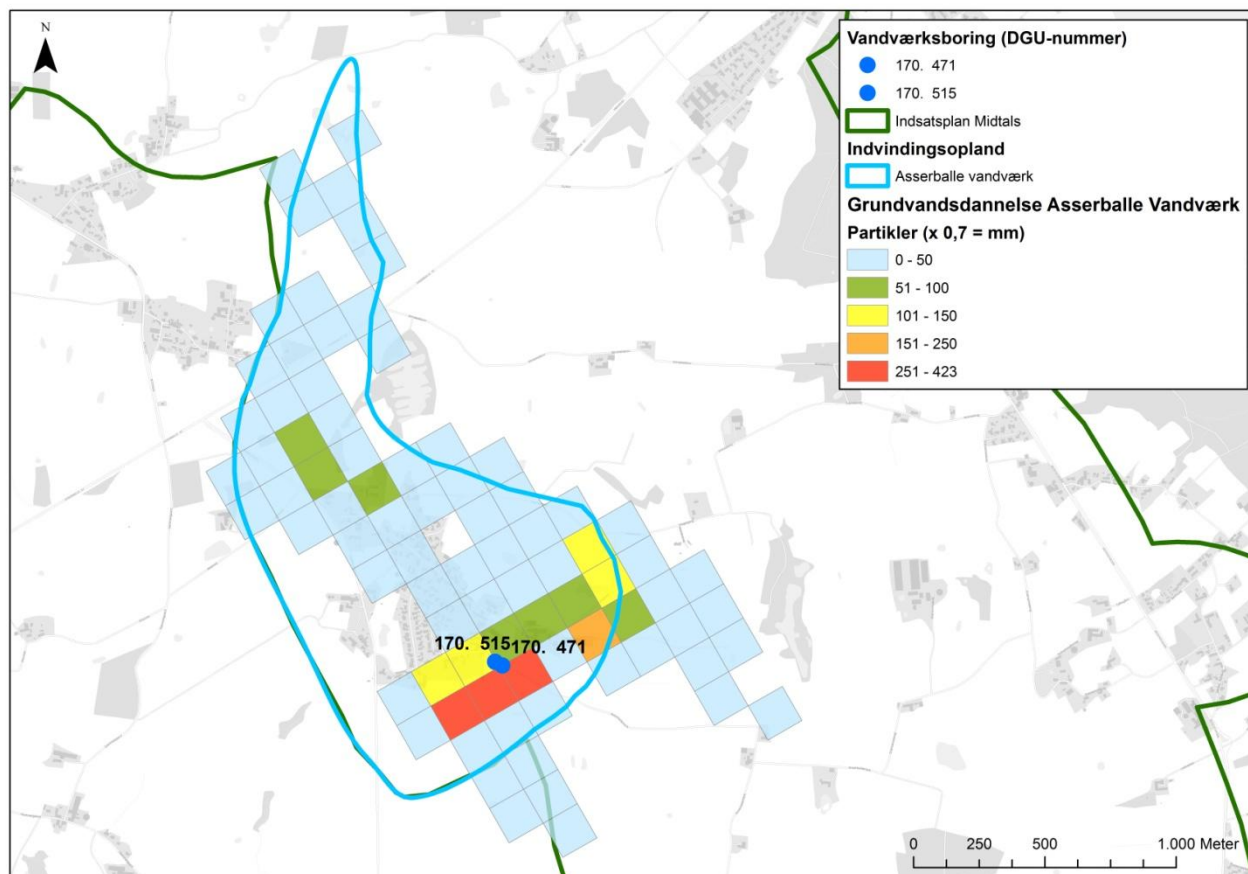 N
Vandværksboring (DGU-nummer)
170. 471
170. 515
Indsatsplan Midtals
Indvindingsopland
Asserballe vandværk
Grundvandsdannelse Asserballe Vandværk
Partikler (x 0,7 = mm)
0 - 50
51 - 100
101 - 150
151 - 250
251 - 423
170. 515
170. 471
0 250 500 1.000 Meter